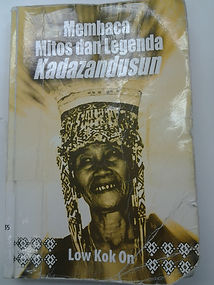 Membaca
Mitos dan Legenda
Kadazandusun
Low Kok On